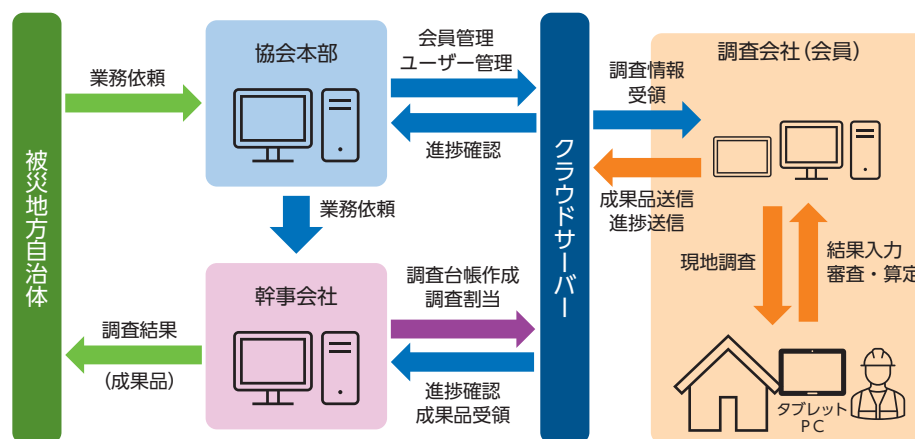 被災地方自治体
業務依頼
協会本部
会員管理
ユーザー管理
進捗確認
業務依頼
幹事会社
調査台帳作成
調査割当
進捗確認
成果品受領
調査結果
(成果品)
クラウドサーバー
調査情報
受領
成果品送信
進捗送信
調査会社(会員)
現地調査
結果入力
審査・算定
タブレット
PC